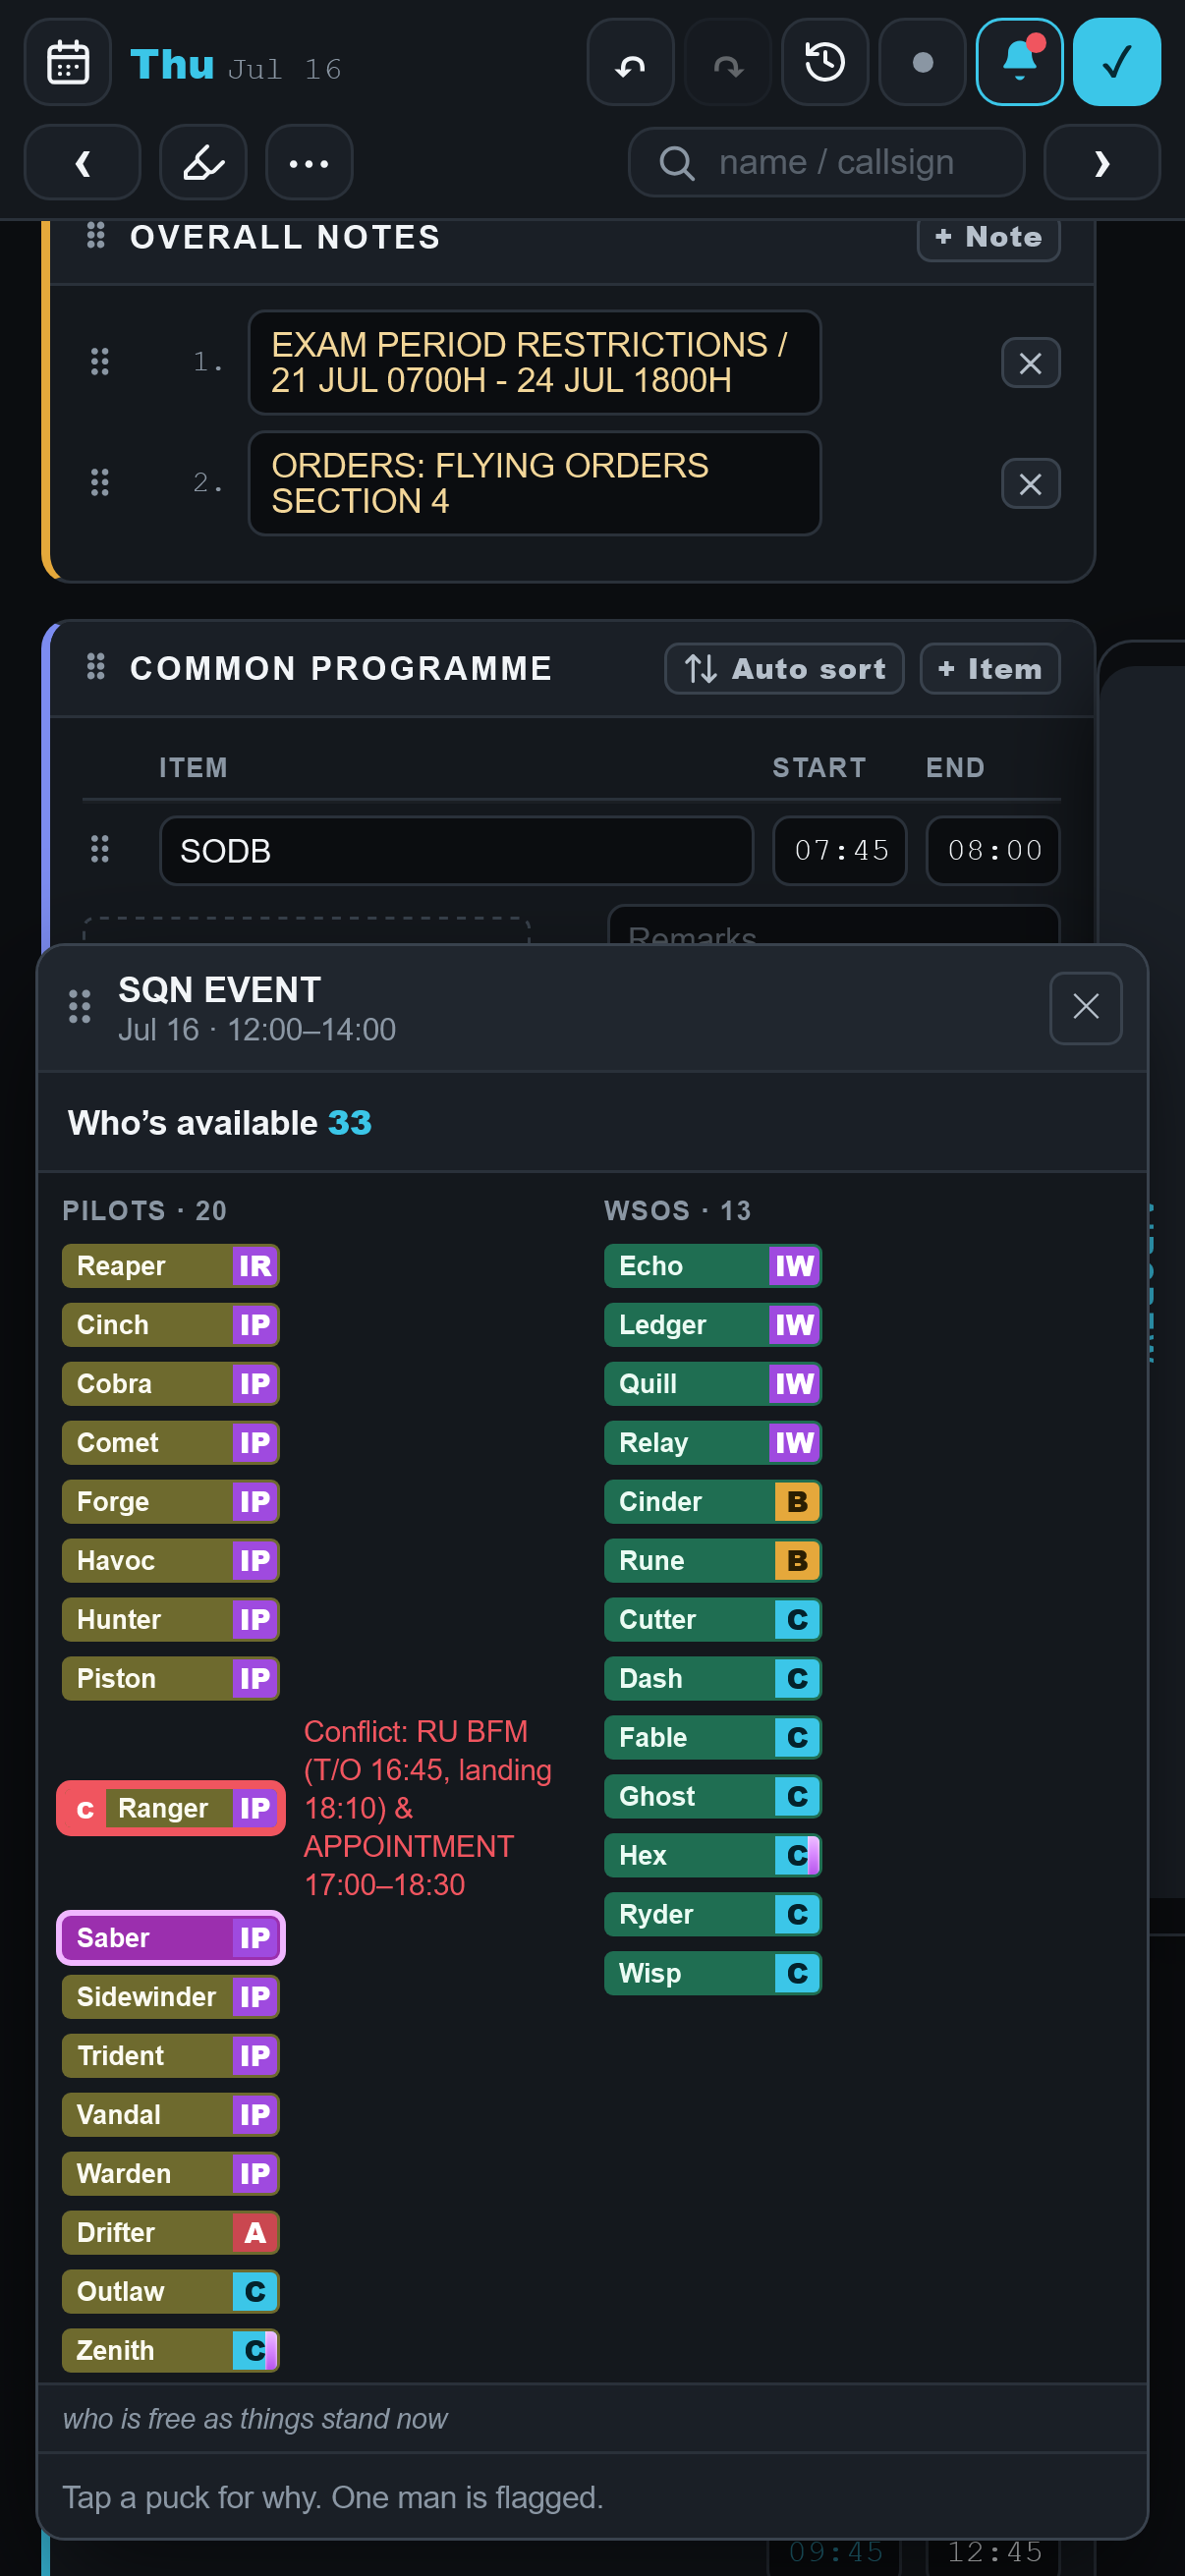 Thu Jul 16
name / callsign
OVERALL NOTES
+ Note
1.
EXAM PERIOD RESTRICTIONS /
21 JUL 0700H - 24 JUL 1800H
2.
ORDERS: FLYING ORDERS
SECTION 4
COMMON PROGRAMME
Auto sort
+ Item
ITEM START END
SODB 07:45 08:00
Remarks
SQN EVENT
Jul 16 · 12:00–14:00
Who’s available 33
PILOTS · 20
Reaper IR
Cinch IP
Cobra IP
Comet IP
Forge IP
Havoc IP
Hunter IP
Piston IP
c Ranger IP
Conflict: RU BFM
(T/O 16:45, landing
18:10) &
APPOINTMENT
17:00–18:30
Saber IP
Sidewinder IP
Trident IP
Vandal IP
Warden IP
Drifter A
Outlaw C
Zenith C
WSOS · 13
Echo IW
Ledger IW
Quill IW
Relay IW
Cinder B
Rune B
Cutter C
Dash C
Fable C
Ghost C
Hex C
Ryder C
Wisp C
who is free as things stand now
Tap a puck for why. One man is flagged.
09:45 12:45